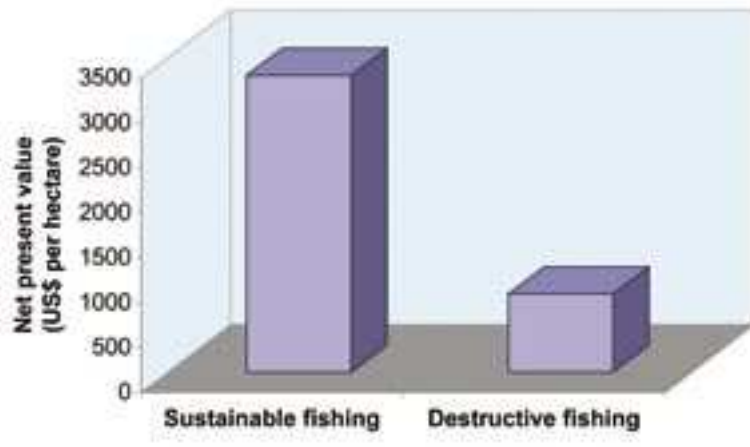 Net present value
(US$ per hectare)
3500
3000
2500
2000
1500
1000
500
0
Sustainable fishing
Destructive fishing